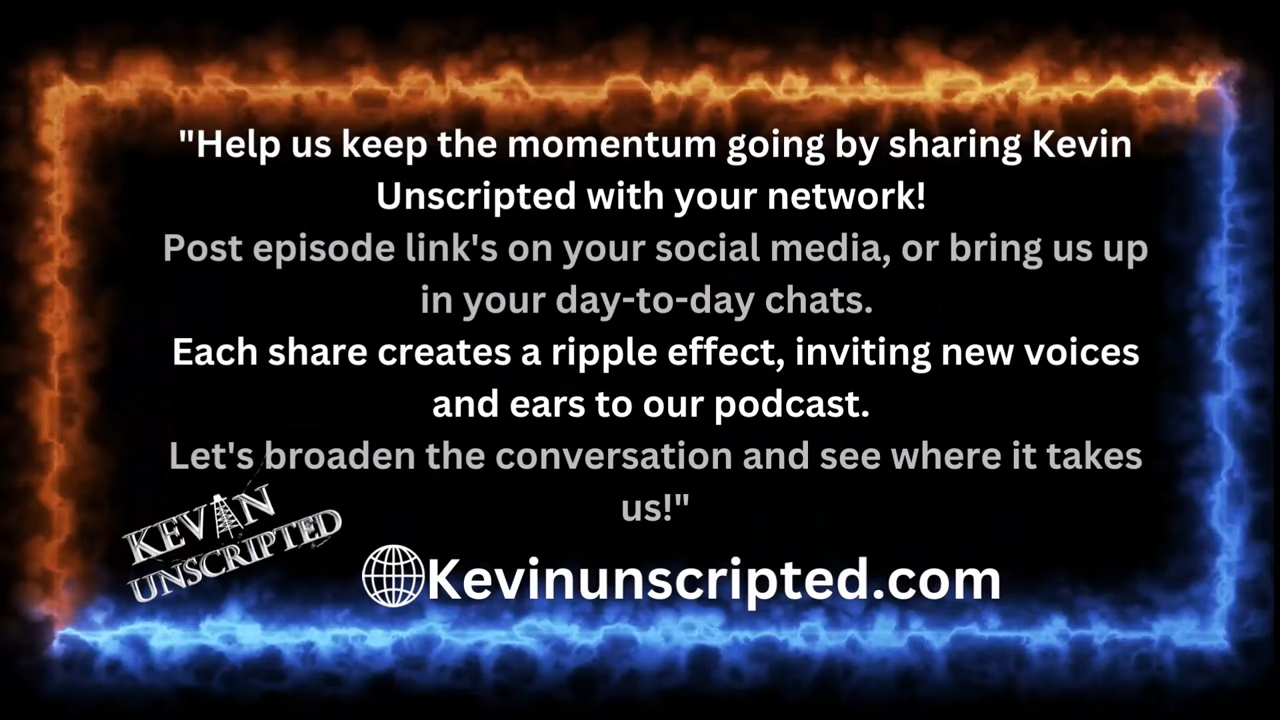 "Help us keep the momentum going by sharing Kevin
Unscripted with your network!
Post episode link's on your social media, or bring us up
in your day-to-day chats.
Each share creates a ripple effect, inviting new voices
and ears to our podcast.
Let's broaden the conversation and see where it takes
us!"
KEVIN
UNSCRIPTED
Kevinunscripted.com